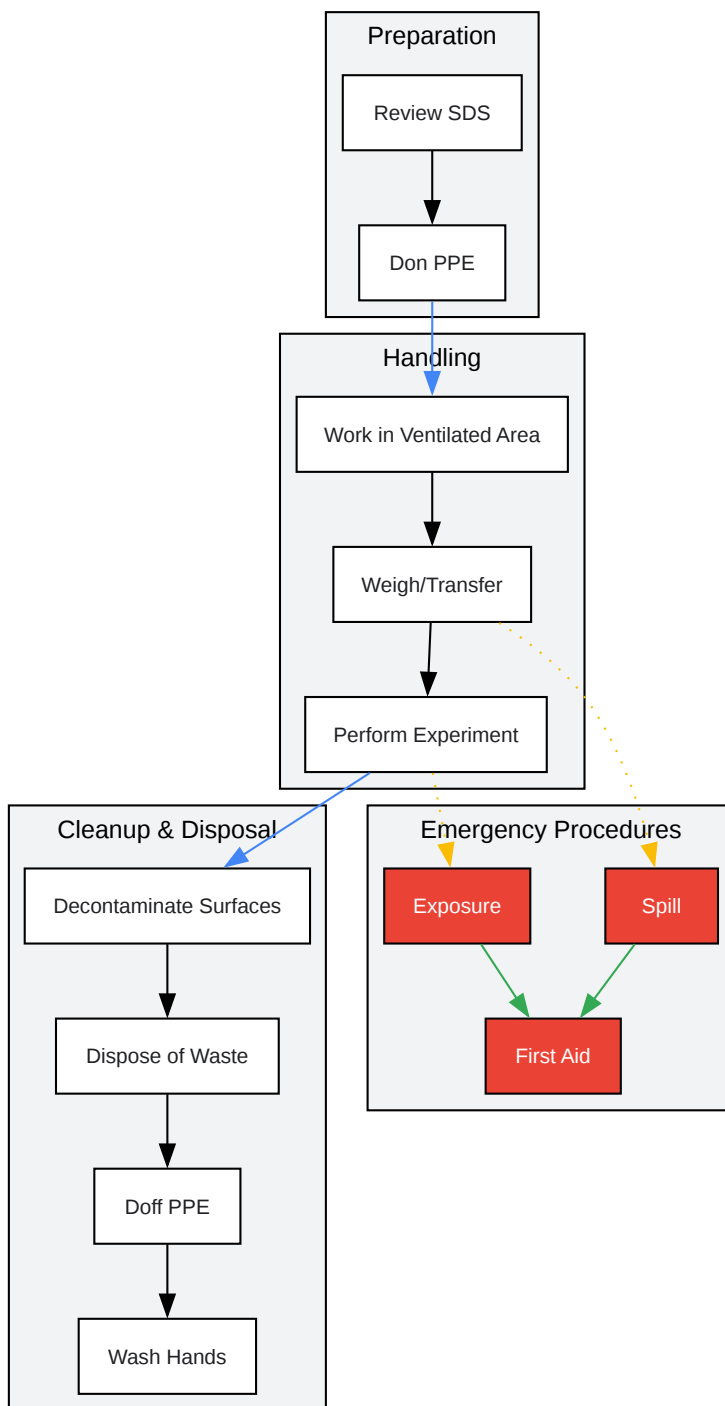 Preparation
Review SDS
Don PPE
Handling
Work in Ventilated Area
Weigh/Transfer
Perform Experiment
Cleanup & Disposal
Decontaminate Surfaces
Dispose of Waste
Doff PPE
Wash Hands
Emergency Procedures
Exposure
Spill
First Aid